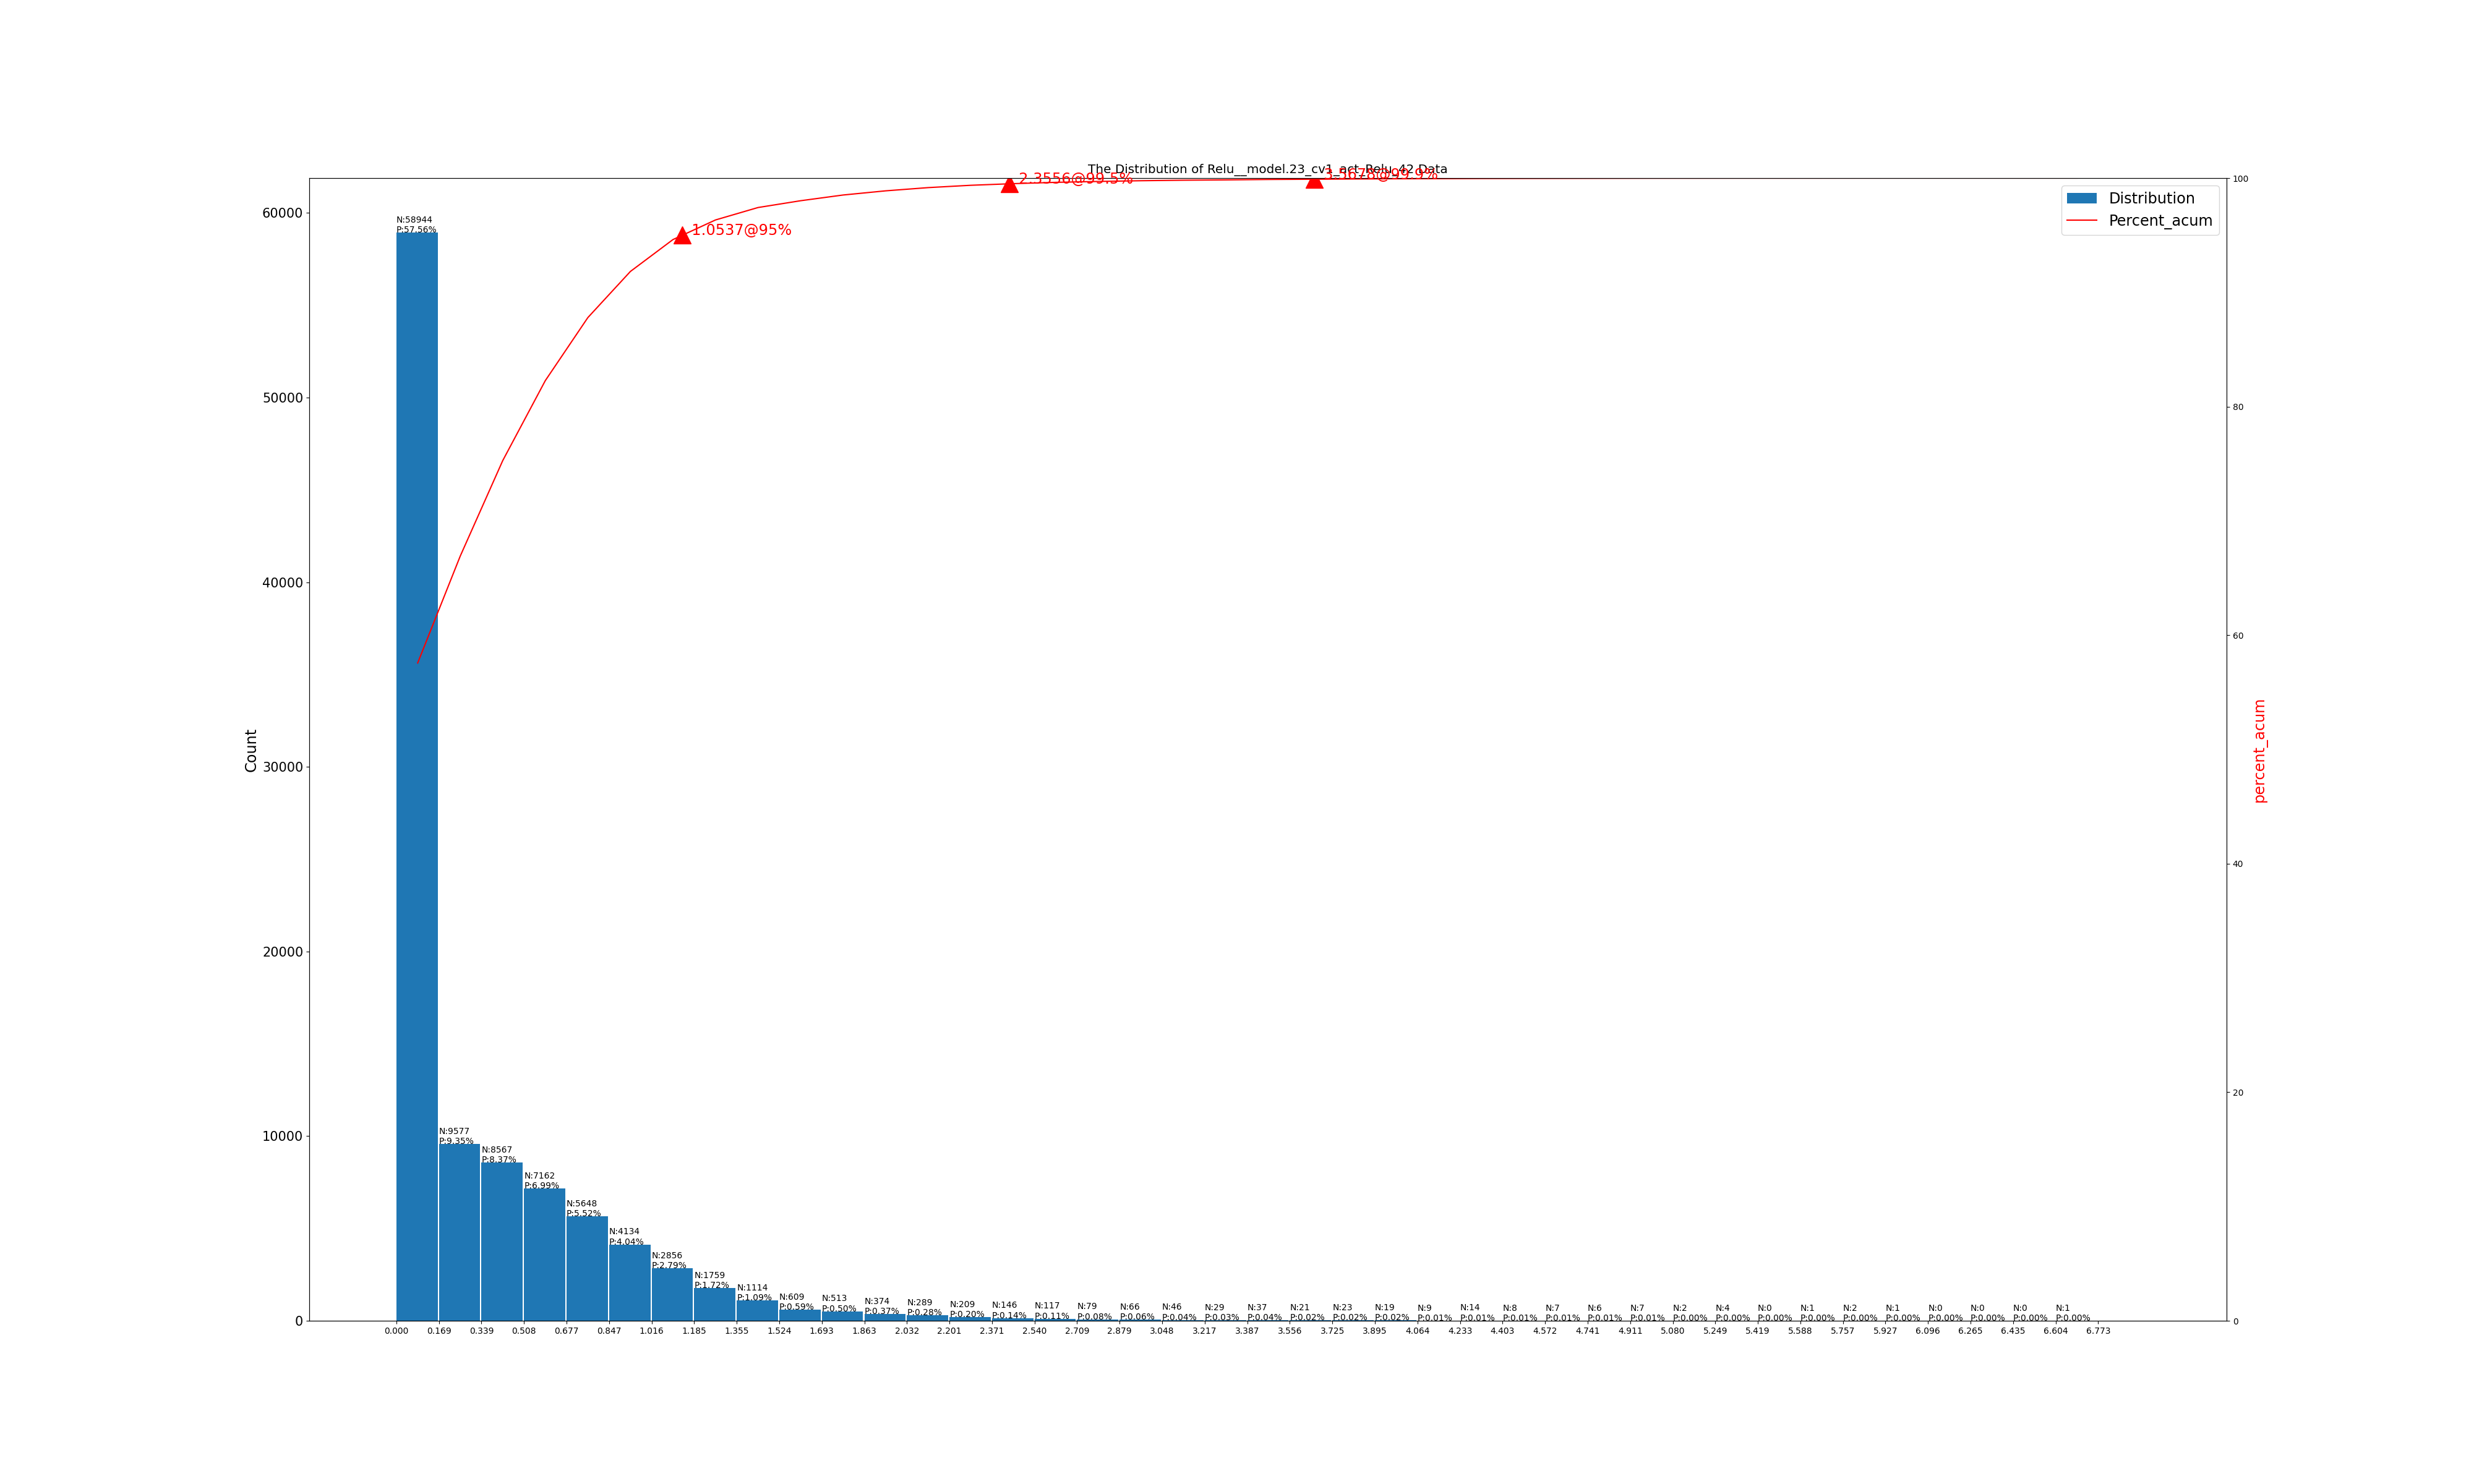 The Distribution of Relu__model.23_cv1_act_Relu_42 Data
2.3556@99.5%
1.0537@95%
Distribution
Percent_acum
60000
50000
40000
30000
20000
10000
0
Count
100
80
60
40
20
0
percent_acum
N:58944
P:57.56%
N:9577
P:9.35%
N:8567
P:8.37%
N:7162
P:6.99%
N:5648
P:5.52%
N:4134
P:4.04%
N:2856
P:2.79%
N:1759
P:1.72%
N:1114
P:1.09%
N:609
P:0.59%
N:513
P:0.50%
N:374
P:0.37%
N:289
P:0.28%
N:209
P:0.20%
N:146
P:0.14%
N:117
P:0.11%
N:79
P:0.08%
N:66
P:0.06%
N:46
P:0.04%
N:29
P:0.03%
N:37
P:0.04%
N:21
P:0.02%
N:23
P:0.02%
N:19
P:0.02%
N:9
P:0.01%
N:14
P:0.01%
N:8
P:0.01%
N:7
P:0.01%
N:6
P:0.01%
N:7
P:0.01%
N:2
P:0.00%
N:4
P:0.00%
N:0
P:0.00%
N:1
P:0.00%
N:2
P:0.00%
N:1
P:0.00%
N:0
P:0.00%
N:0
P:0.00%
N:0
P:0.00%
N:1
P:0.00%
0.000 0.169 0.339 0.508 0.677 0.847 1.016 1.185 1.355 1.524 1.693 1.863 2.032 2.201 2.371 2.540 2.709 2.879 3.048 3.217 3.387 3.556 3.725 3.895 4.064 4.233 4.403 4.572 4.741 4.911 5.080 5.249 5.419 5.588 5.757 5.927 6.096 6.265 6.435 6.604 6.773